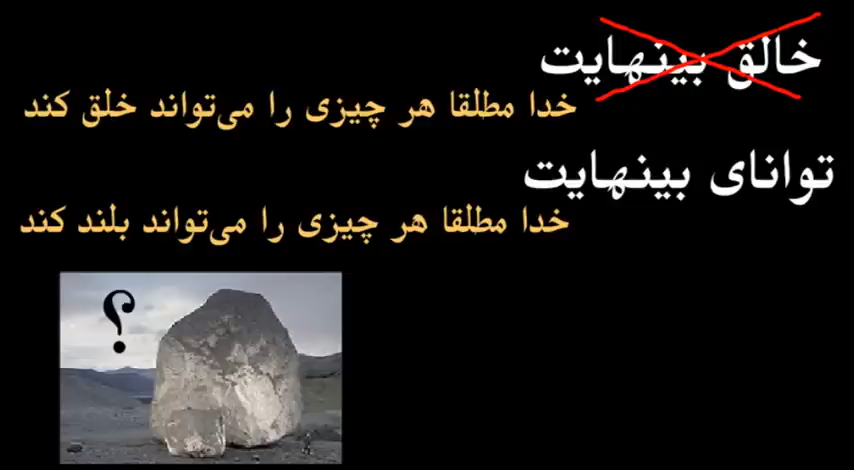 خالق بینهایت
خدا مطلقا هر چیزی را می‌تواند خلق کند
توانای بینهایت
خدا مطلقا هر چیزی را می‌تواند بلند کند
؟